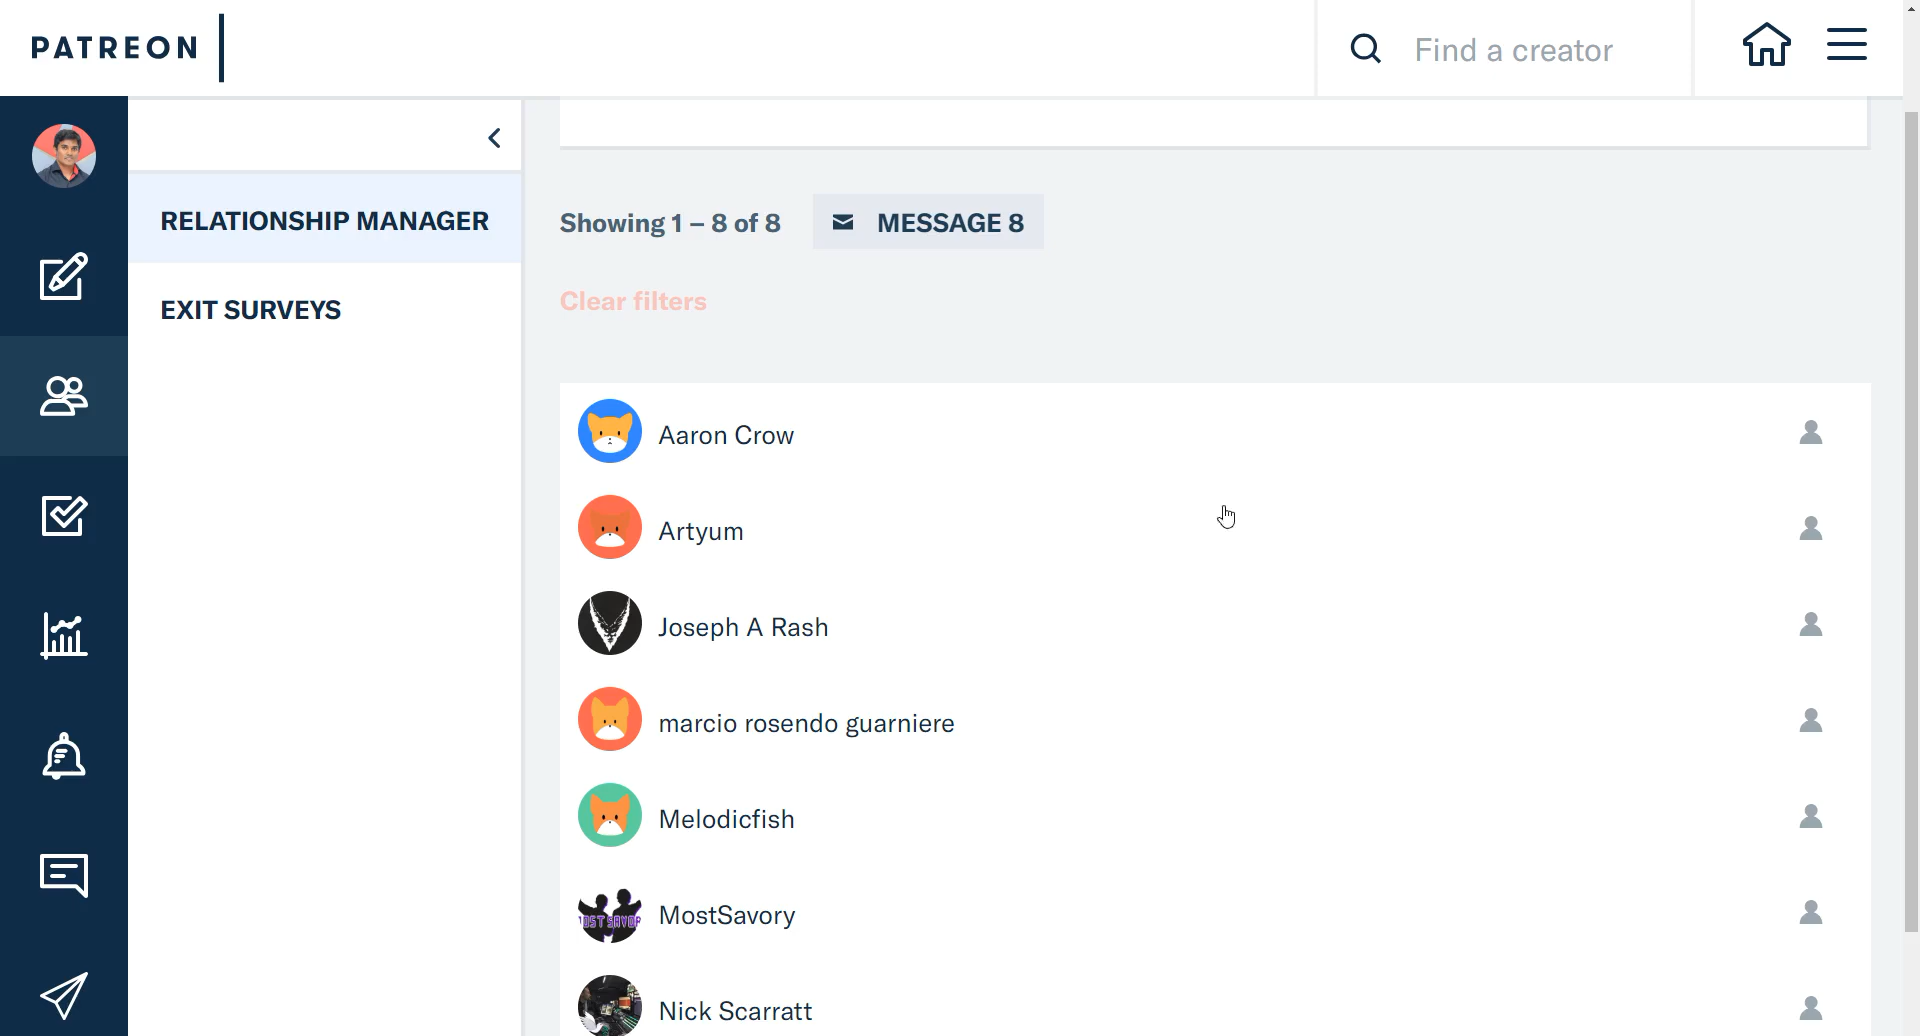 PATREON
Find a creator
RELATIONSHIP MANAGER
EXIT SURVEYS
Showing 1 – 8 of 8
MESSAGE 8
Clear filters
Aaron Crow
Artyum
Joseph A Rash
marcio rosendo guarniere
Melodicfish
MostSavory
Nick Scarratt